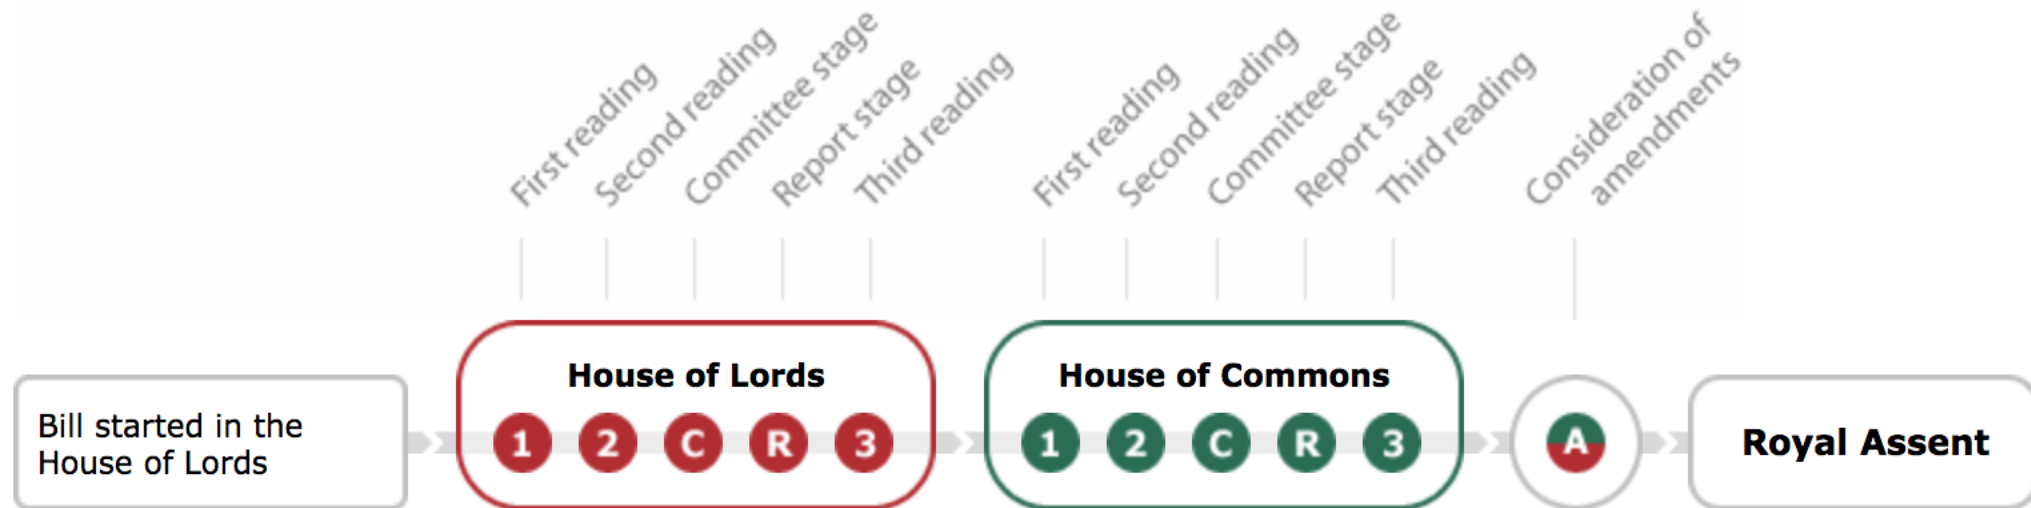 First reading
Second reading
Committee stage
Report stage
Third reading
First reading
Second reading
Committee stage
Report stage
Third reading
Consideration of
amendments
Bill started in the
House of Lords
House of Lords
1 2 C R 3
House of Commons
1 2 C R 3
A
Royal Assent